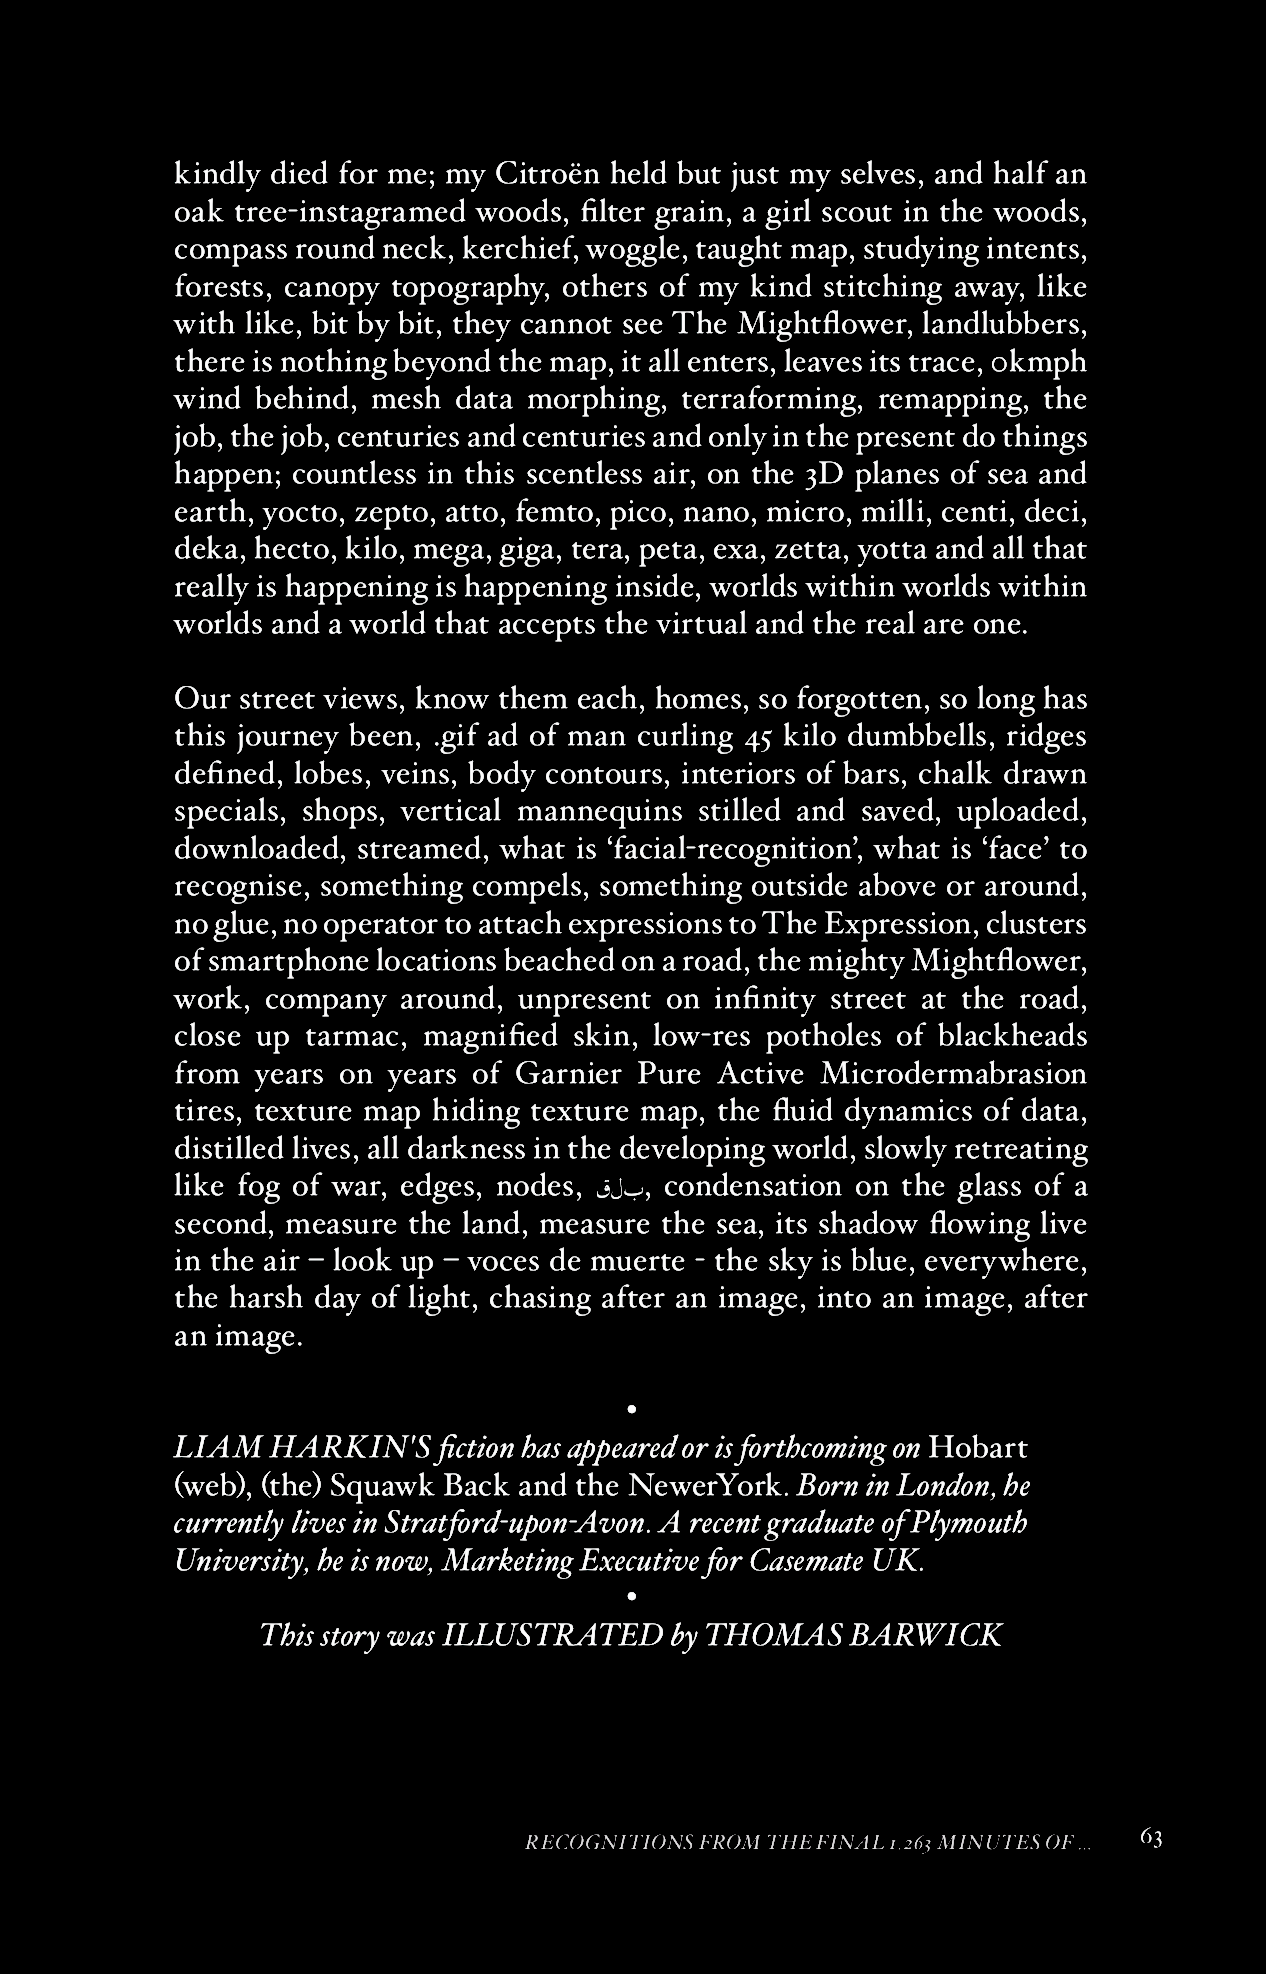 kindly died for me; my Citroën held but just my selves, and half an
oak tree-instagramed woods, filter grain, a girl scout in the woods,
compass round neck, kerchief, woggle, taught map, studying intents,
forests, canopy topography, others of my kind stitching away, like
with like, bit by bit, they cannot see The Mightflower, landlubbers,
there is nothing beyond the map, it all enters, leaves its trace, 0kmph
wind behind, mesh data morphing, terraforming, remapping, the
job, the job, centuries and centuries and only in the present do things
happen; countless in this scentless air, on the 3D planes of sea and
earth, yocto, zepto, atto, femto, pico, nano, micro, milli, centi, deci,
deka, hecto, kilo, mega, giga, tera, peta, exa, zetta, yotta and all that
really is happening is happening inside, worlds within worlds within
worlds and a world that accepts the virtual and the real are one.
Our street views, know them each, homes, so forgotten, so long has
this journey been, .gif ad of man curling 45 kilo dumbbells, ridges
defined, lobes, veins, body contours, interiors of bars, chalk drawn
specials, shops, vertical mannequins stilled and saved, uploaded,
downloaded, streamed, what is ‘facial-recognition’, what is ‘face’ to
recognise, something compels, something outside above or around,
no glue, no operator to attach expressions to The Expression, clusters
of smartphone locations beached on a road, the mighty Mightflower,
work, company around, unpresent on infinity street at the road,
close up tarmac, magnified skin, low-res potholes of blackheads
from years on years of Garnier Pure Active Microdermabrasion
tires, texture map hiding texture map, the fluid dynamics of data,
distilled lives, all darkness in the developing world, slowly retreating
like fog of war, edges, nodes, بلق, condensation on the glass of a
second, measure the land, measure the sea, its shadow flowing live
in the air – look up – voces de muerte - the sky is blue, everywhere,
the harsh day of light, chasing after an image, into an image, after
an image.
•
LIAM HARKIN'S fiction has appeared or is forthcoming on Hobart
(web), (the) Squawk Back and the NewerYork. Born in London, he
currently lives in Stratford-upon-Avon. A recent graduate of Plymouth
University, he is now, Marketing Executive for Casemate UK.
•
This story was ILLUSTRATED by THOMAS BARWICK
RECOGNITIONS FROM THE FINAL 1,263 MINUTES OF ... 63